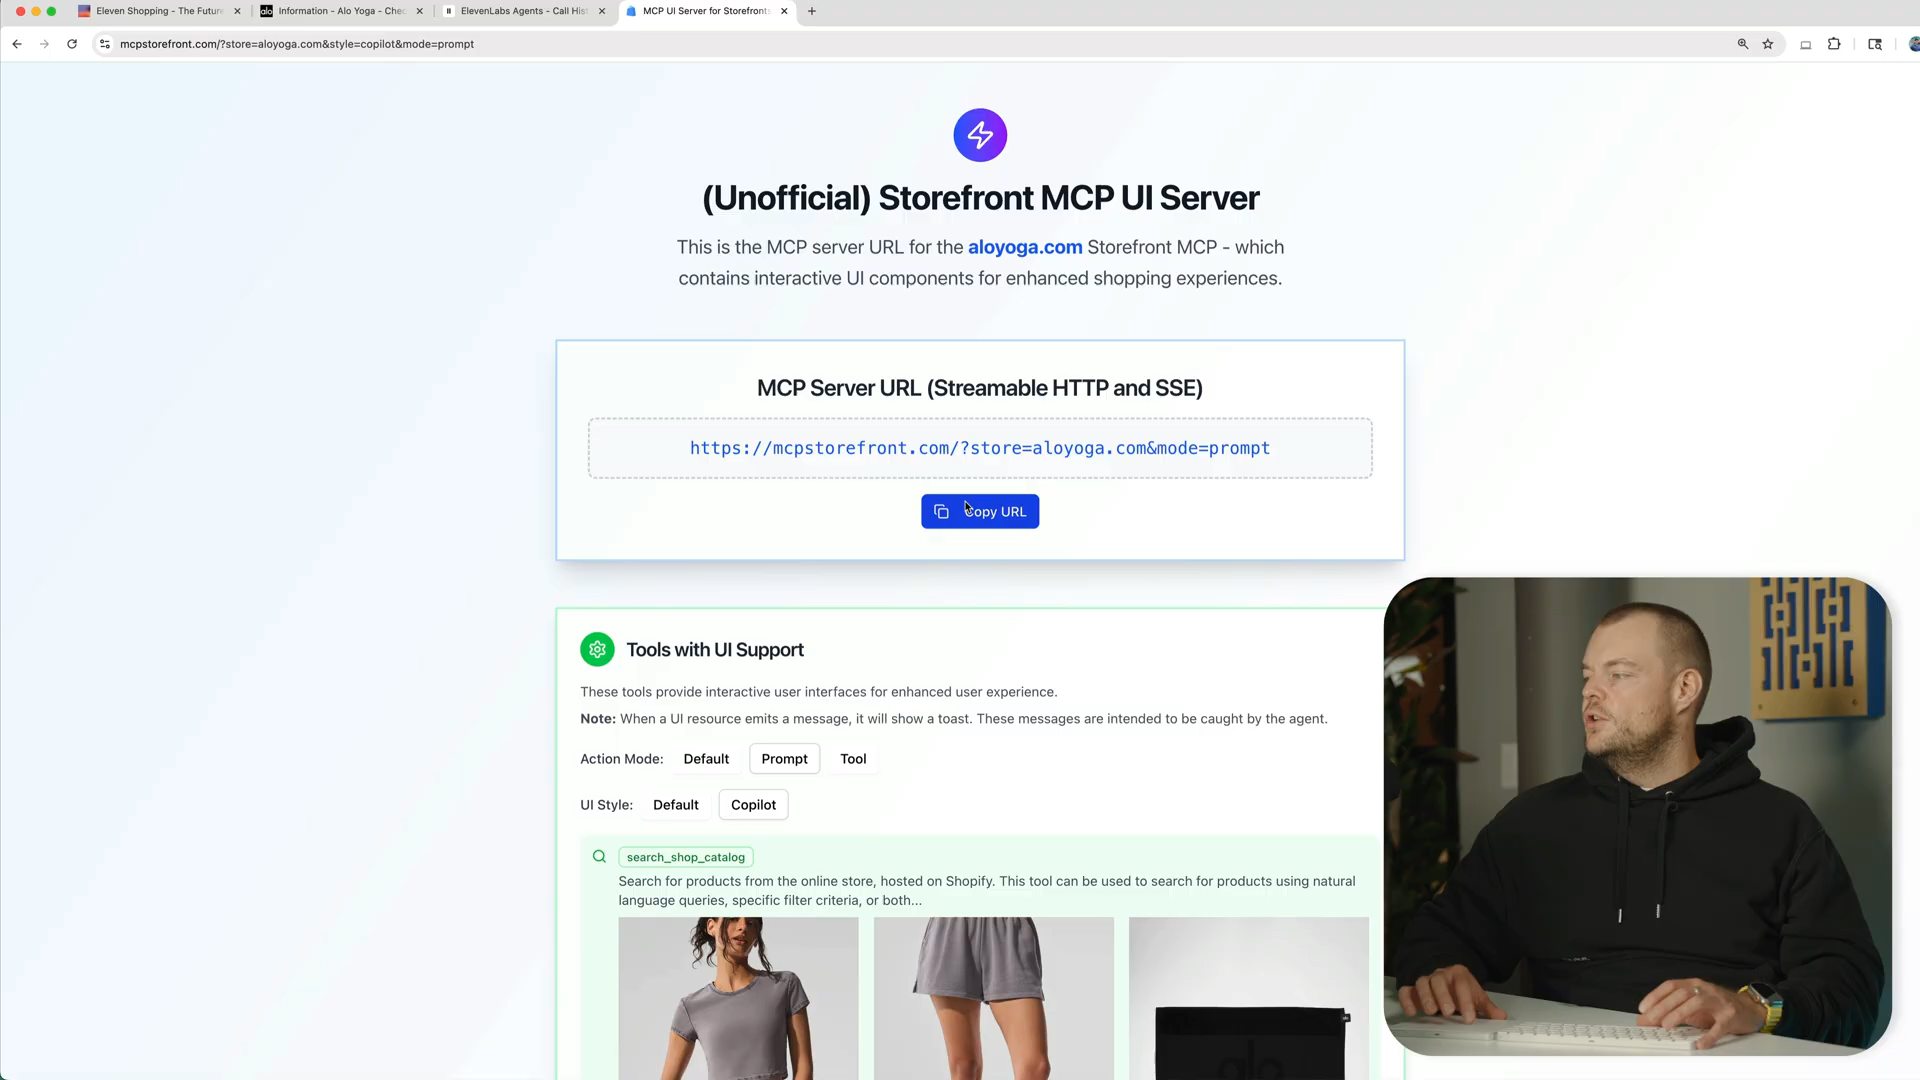 Eleven Shopping - The Future
alo
Information - Alo Yoga - Chec
ElevenLabs Agents - Call Hist
MCP UI Server for Storefronts
mcpstorefront.com/?store=aloyoga.com&style=copilot&mode=prompt
(Unofficial) Storefront MCP UI Server
This is the MCP server URL for the aloyoga.com Storefront MCP - which
contains interactive UI components for enhanced shopping experiences.
MCP Server URL (Streamable HTTP and SSE)
https://mcpstorefront.com/?store=aloyoga.com&mode=prompt
Copy URL
Tools with UI Support
These tools provide interactive user interfaces for enhanced user experience.
Note: When a UI resource emits a message, it will show a toast. These messages are intended to be caught by the agent.
Action Mode: Default Prompt Tool
UI Style: Default Copilot
search_shop_catalog
Search for products from the online store, hosted on Shopify. This tool can be used to search for products using natural
language queries, specific filter criteria, or both...
alo